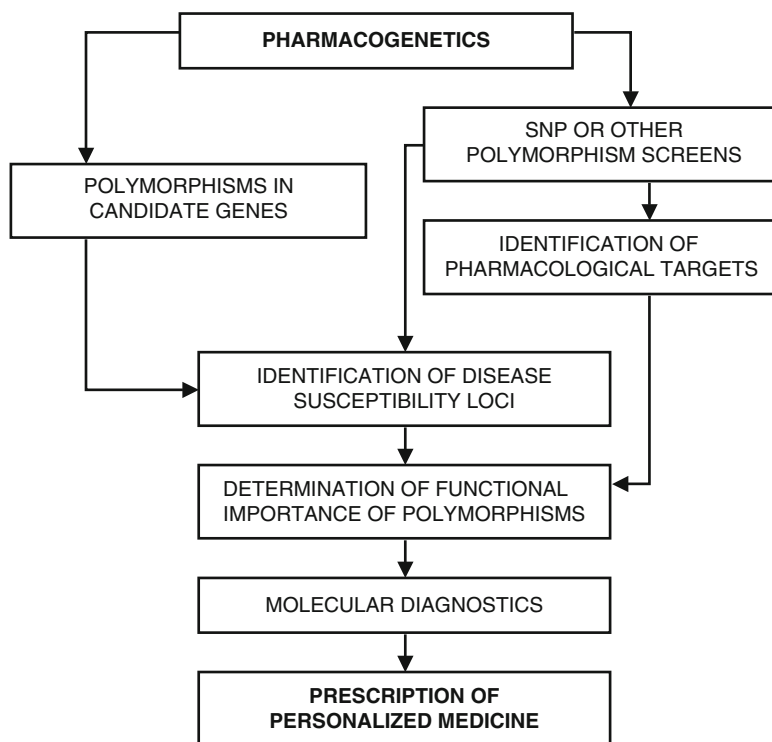 PHARMACOGENETICS
SNP OR OTHER
POLYMORPHISM SCREENS
POLYMORPHISMS IN
CANDIDATE GENES
IDENTIFICATION OF
PHARMACOLOGICAL TARGETS
IDENTIFICATION OF DISEASE
SUSCEPTIBILITY LOCI
DETERMINATION OF FUNCTIONAL
IMPORTANCE OF POLYMORPHISMS
MOLECULAR DIAGNOSTICS
PRESCRIPTION OF
PERSONALIZED MEDICINE